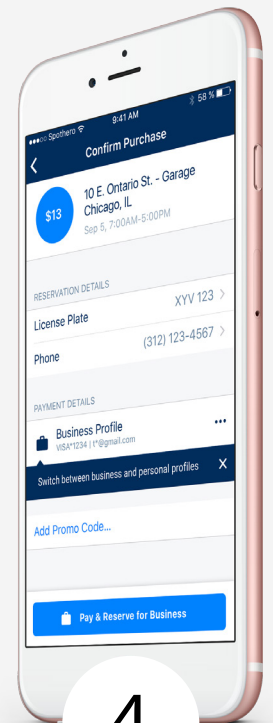 Spothero 9:41 AM 58 %
Confirm Purchase
$13
10 E. Ontario St. - Garage
Chicago, IL
Sep 5, 7:00AM-5:00PM
RESERVATION DETAILS
License Plate XYV 123
Phone (312) 123-4567
PAYMENT DETAILS
Business Profile
VISA*1234 | t*@gmail.com
Switch between business and personal profiles X
Add Promo Code...
Pay & Reserve for Business
4